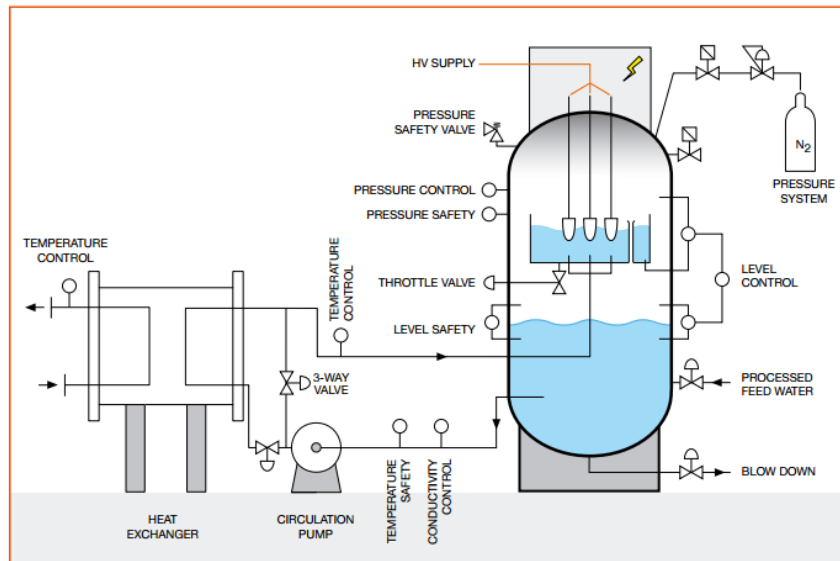 HV SUPPLY
PRESSURE
SAFETY VALVE
N2
PRESSURE
SYSTEM
PRESSURE CONTROL
PRESSURE SAFETY
TEMPERATURE
CONTROL
TEMPERATURE
CONTROL
THROTTLE VALVE
LEVEL
CONTROL
LEVEL SAFETY
3-WAY
VALVE
PROCESSED
FEED WATER
TEMPERATURE
SAFETY
CONDUCTIVITY
CONTROL
BLOW DOWN
HEAT
EXCHANGER
CIRCULATION
PUMP